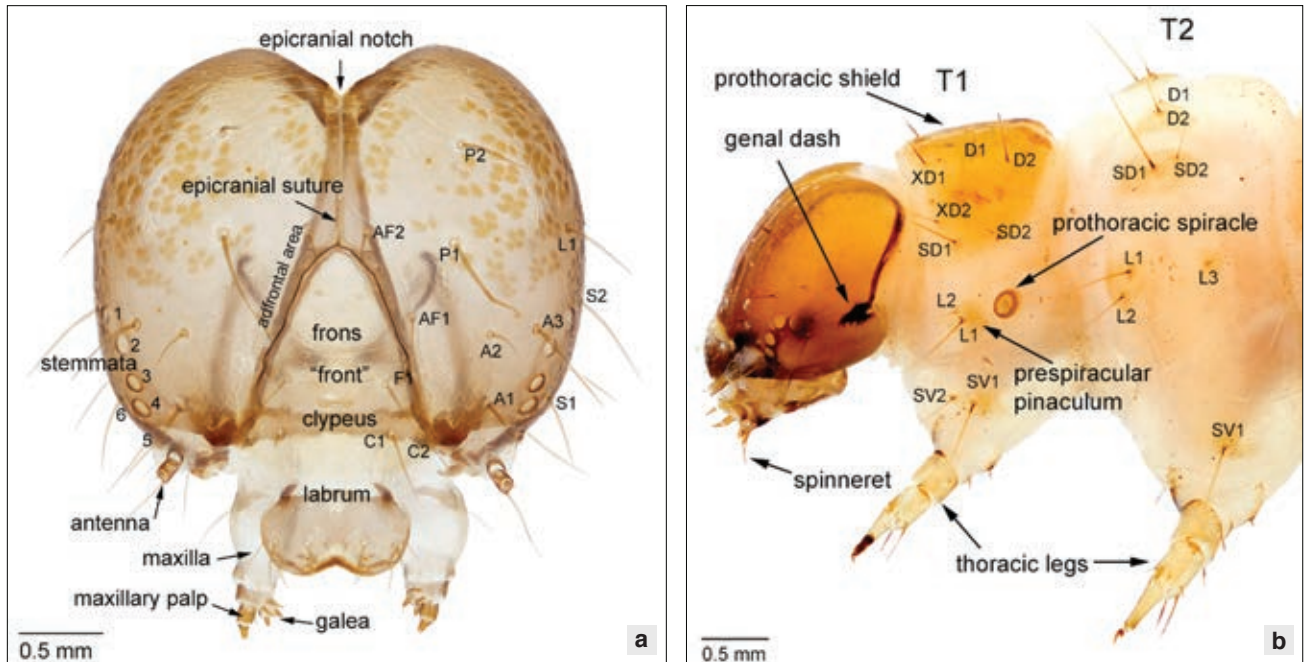 epicranial notch
P2
epicranial suture
adfrontal area
AF2
P1
L1
S2
AF1
A3
A2
1
2
stemmata
3
4
6
5
frons
"front"
F1
A1
S1
clypeus
C1
C2
labrum
antenna
maxilla
maxillary palp
galea
0.5 mm
a
T2
T1
prothoracic shield
genal dash
D1
D2
D1
D2
XD1
XD2
SD1
SD2
SD1
SD2
prothoracic spiracle
L1
L3
L2
L2
L1
prespiracular
pinaculum
SV2
SV1
SV1
spinneret
thoracic legs
0.5 mm
b